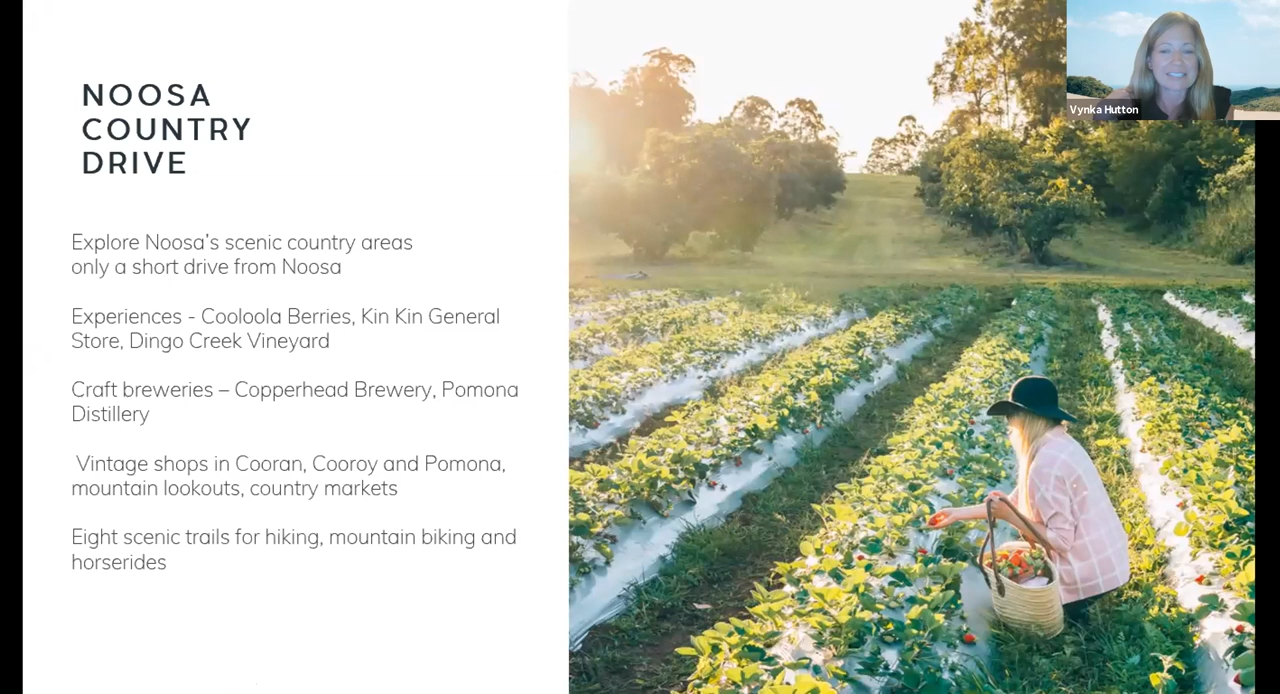 NOOSA
COUNTRY
DRIVE
Explore Noosa’s scenic country areas
only a short drive from Noosa
Experiences - Cooloola Berries, Kin Kin General
Store, Dingo Creek Vineyard
Craft breweries – Copperhead Brewery, Pomona
Distillery
Vintage shops in Cooran, Cooroy and Pomona,
mountain lookouts, country markets
Eight scenic trails for hiking, mountain biking and
horserides
Vynka Hutton